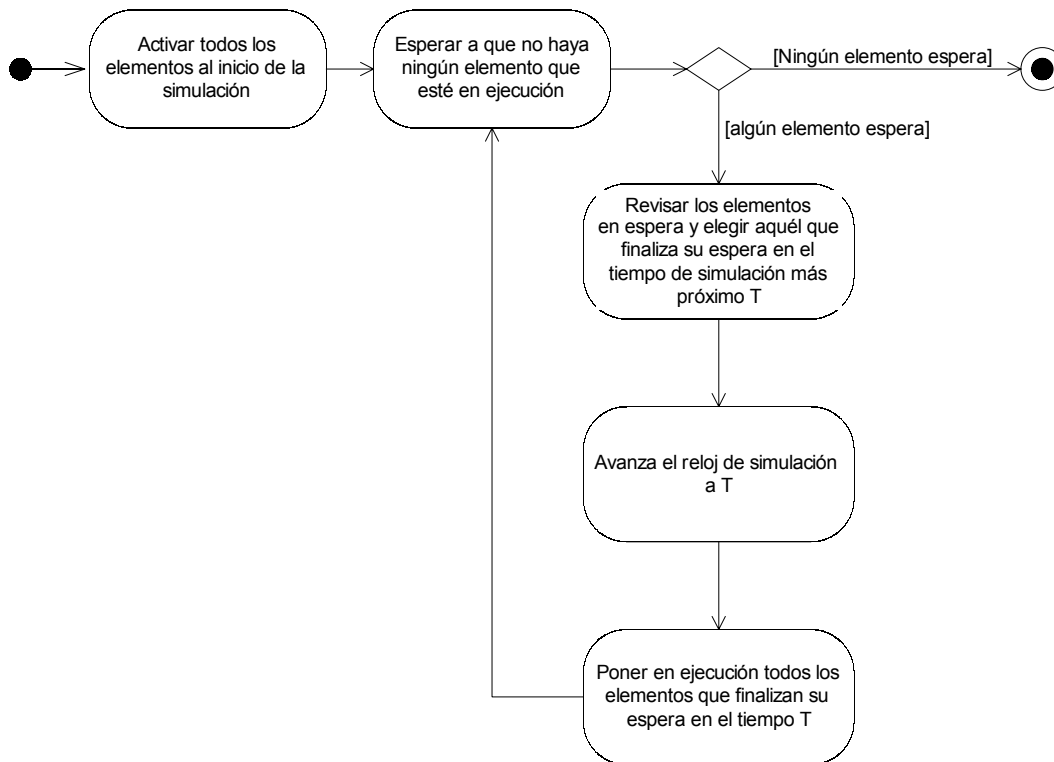 Activar todos los
elementos al inicio de la
simulación
Esperar a que no haya
ningún elemento que
esté en ejecución
[Ningún elemento espera]
[algún elemento espera]
Revisar los elementos
en espera y elegir aquél que
finaliza su espera en el
tiempo de simulación más
próximo T
Avanza el reloj de simulación
a T
Poner en ejecución todos los
elementos que finalizan su
espera en el tiempo T